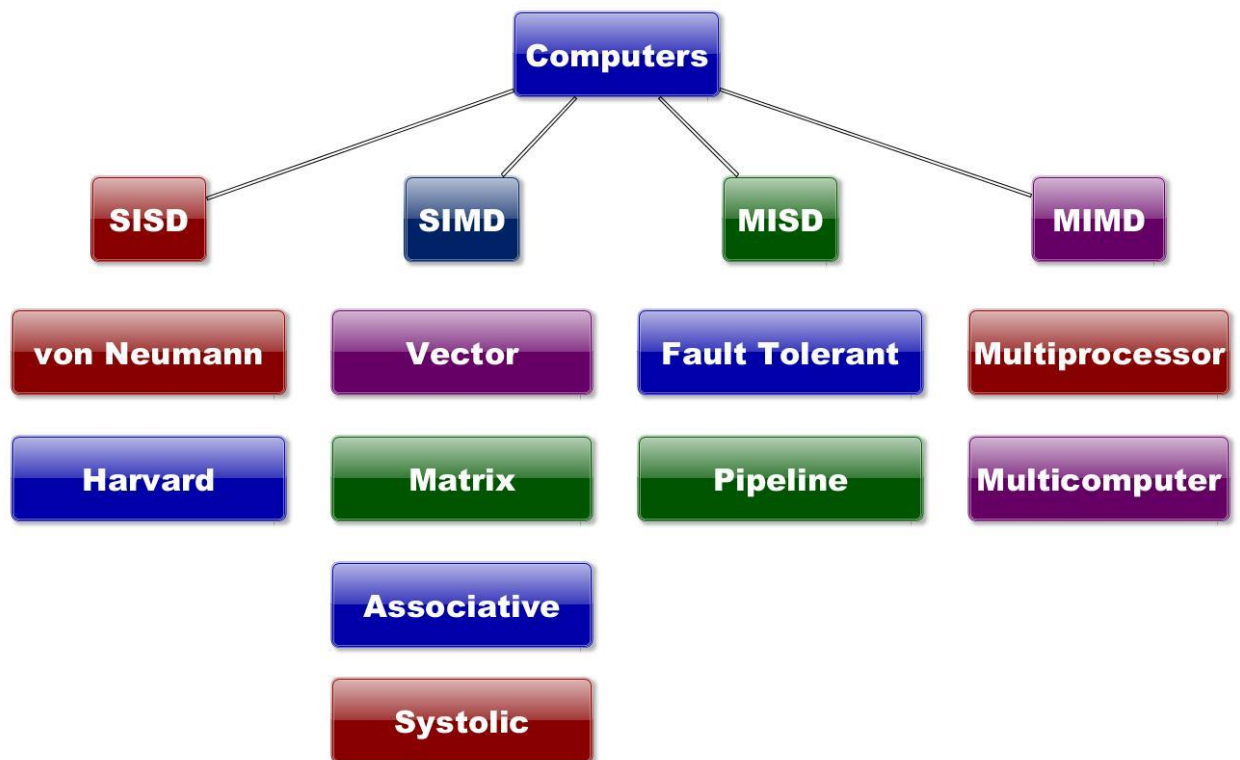 Computers
SISD
SIMD
MISD
MIMD
von Neumann
Vector
Fault Tolerant
Multiprocessor
Harvard
Matrix
Pipeline
Multicomputer
Associative
Systolic